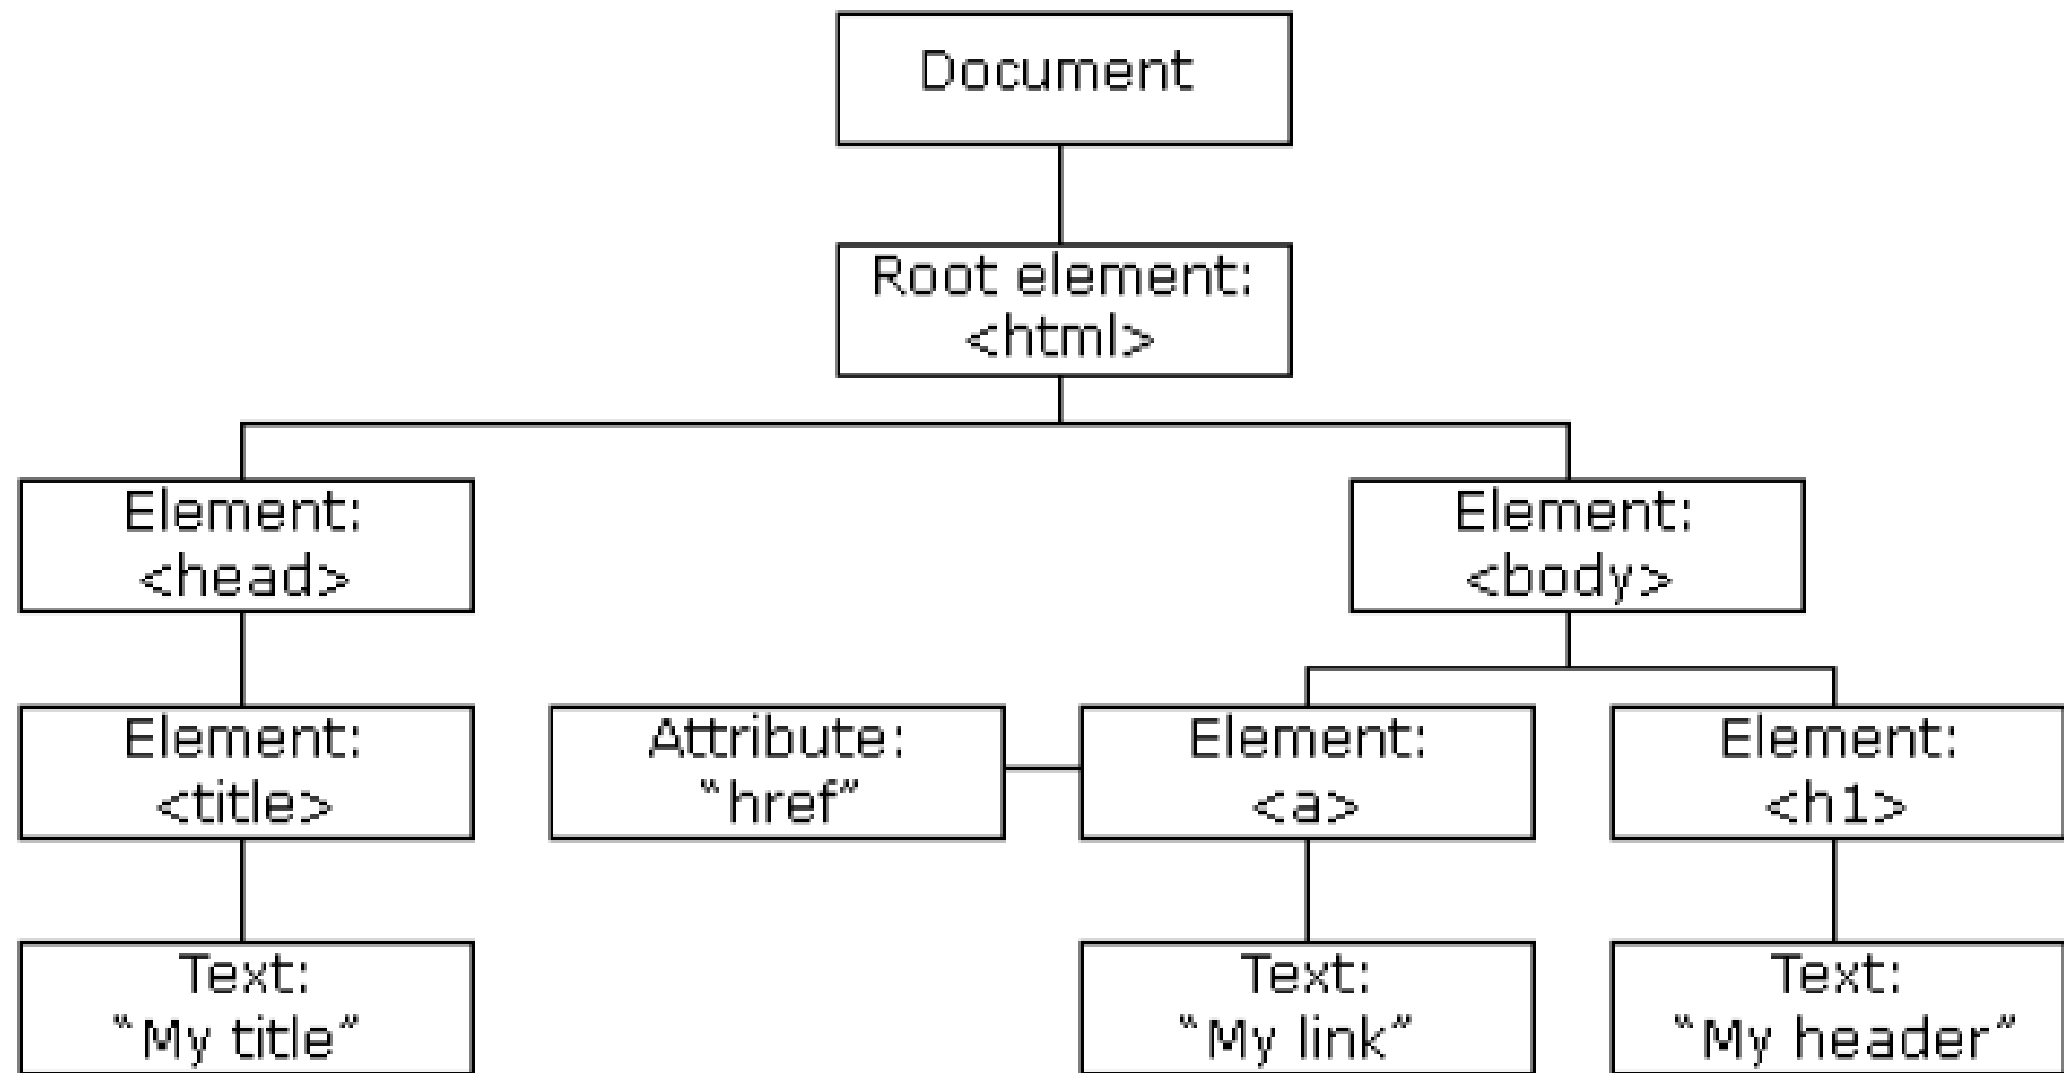 Document
Root element:
<html>
Element:
<head>
Element:
<body>
Element:
<title>
Attribute:
“href”
Element:
<a>
Element:
<h1>
Text:
“My title”
Text:
“My link”
Text:
“My header”